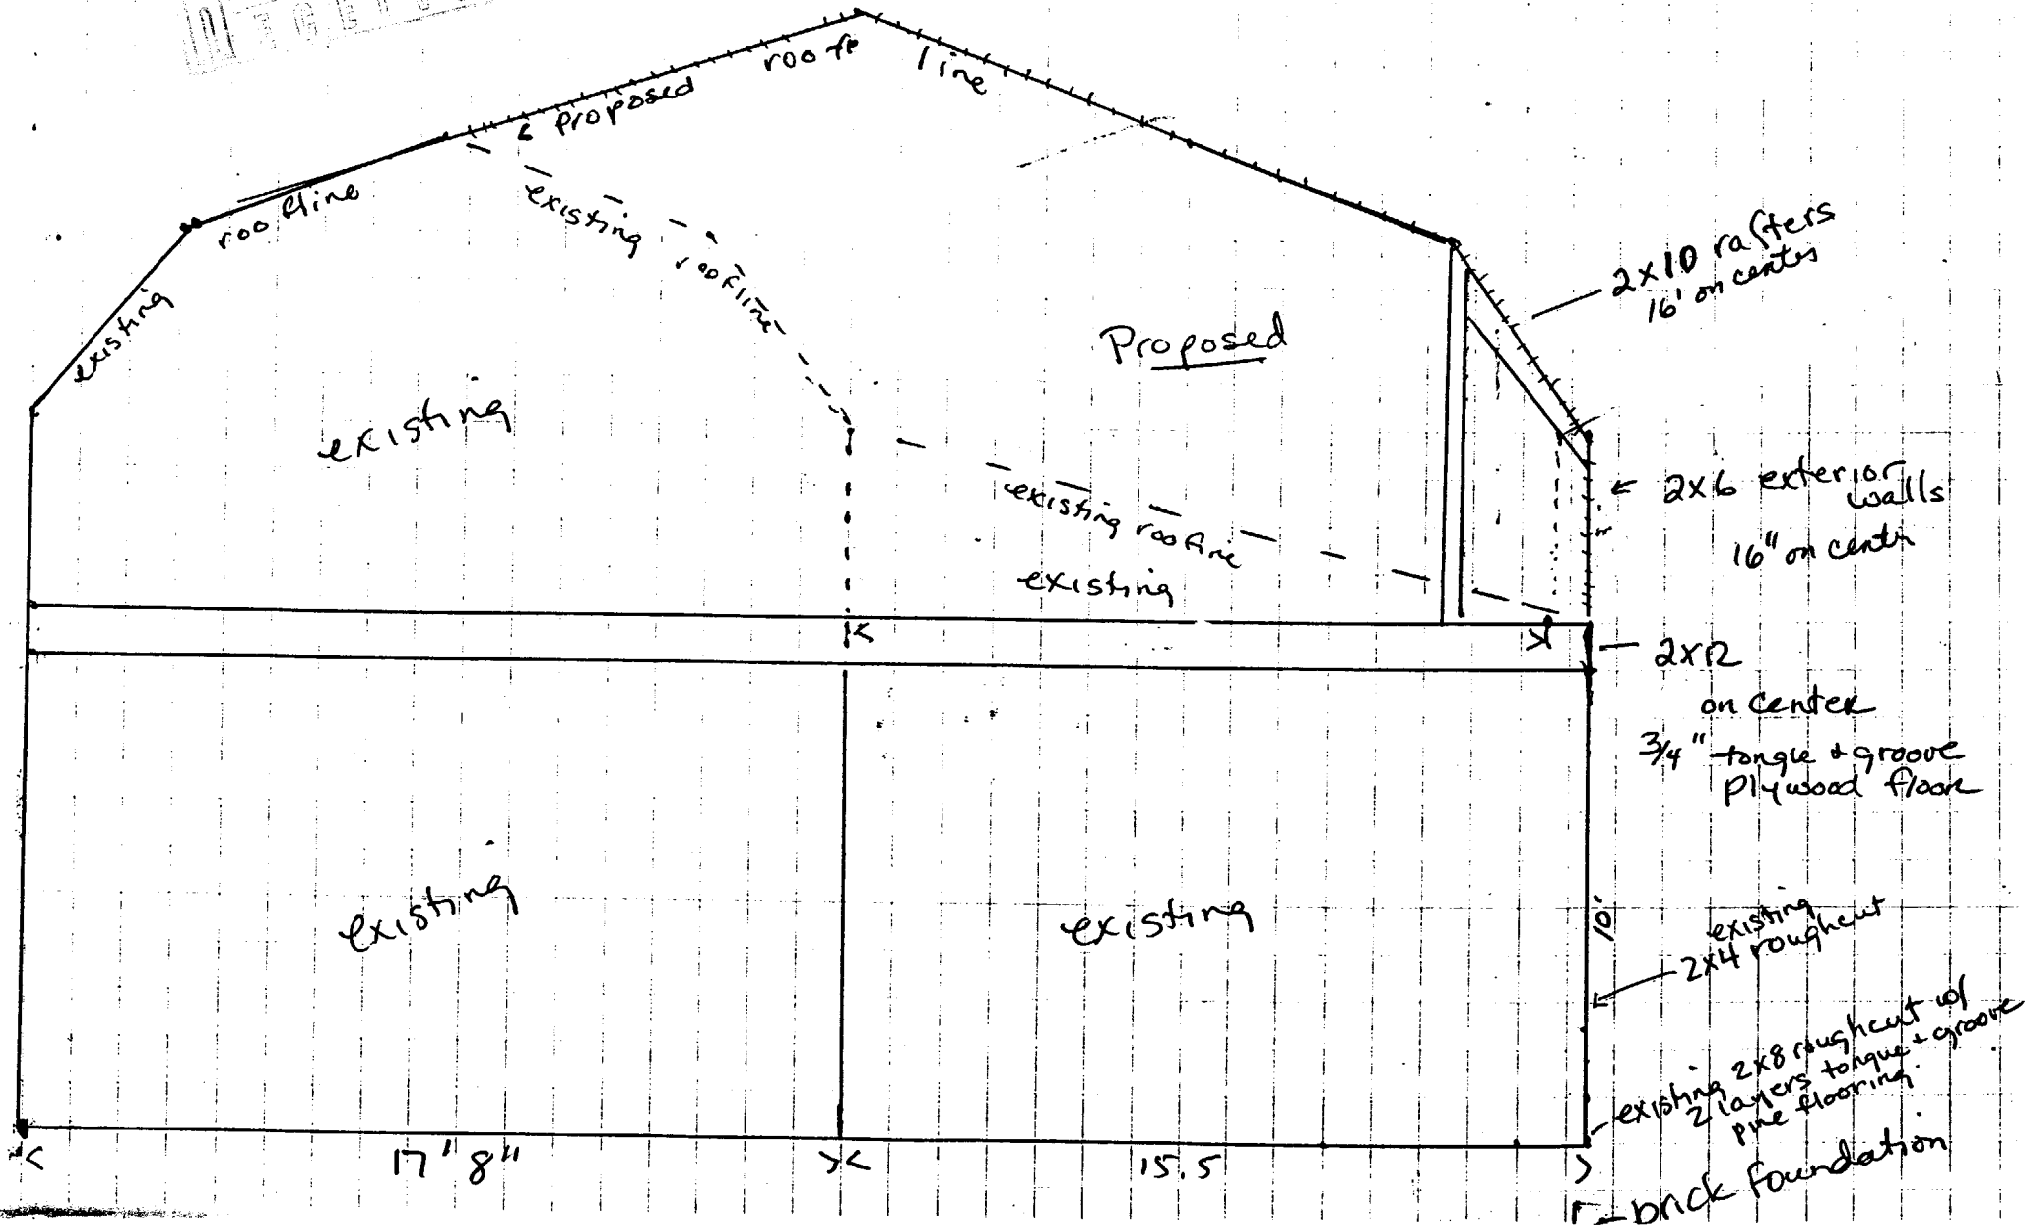 roofline
< proposed
roofe
line
existing
existing
roofline
existing
Proposed
2x10 rafters
16' on center
existing roofline
existing
← 2x6 exterior
walls
16" on center
2x12
on center
3/4" tongue + groove
Plywood floor
existing
existing
10'
existing
2x4 roughcut
existing 2x8 roughcut w/
2 layers tongue + groove
pine flooring.
17'8"
15.5
brick foundation